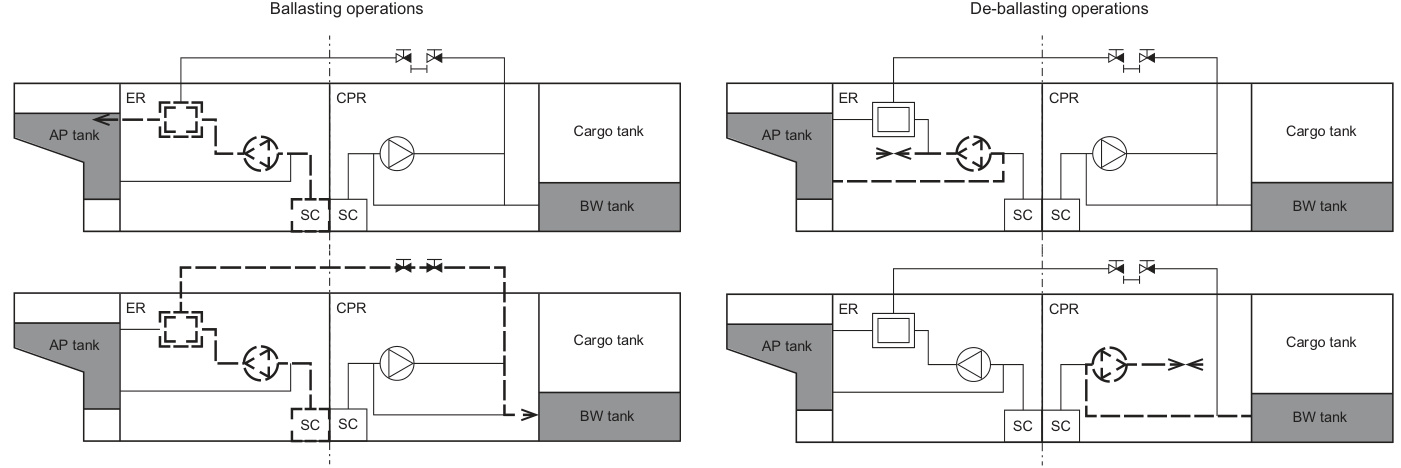 Ballasting operations
De-ballasting operations
ER
CPR
AP tank
Cargo tank
BW tank
SC
SC
ER
CPR
AP tank
Cargo tank
BW tank
SC
SC
ER
CPR
AP tank
Cargo tank
BW tank
SC
SC
ER
CPR
AP tank
Cargo tank
BW tank
SC
SC